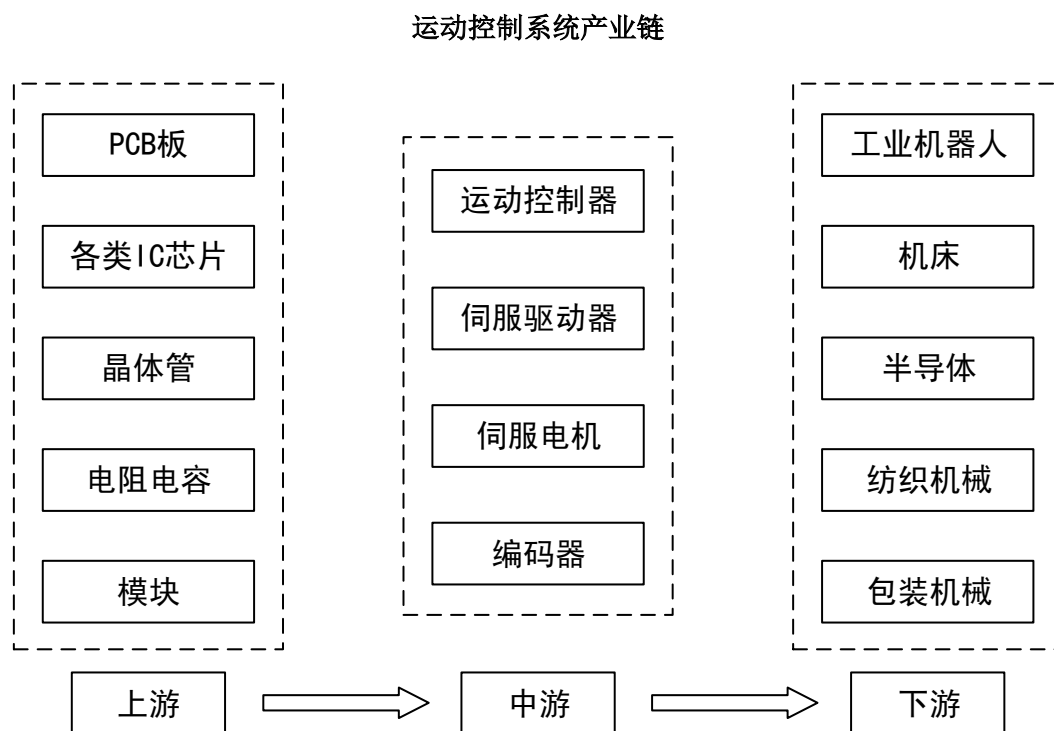 运动控制系统产业链
PCB板
各类IC芯片
晶体管
电阻电容
模块
上游
运动控制器
伺服驱动器
伺服电机
编码器
中游
工业机器人
机床
半导体
纺织机械
包装机械
下游